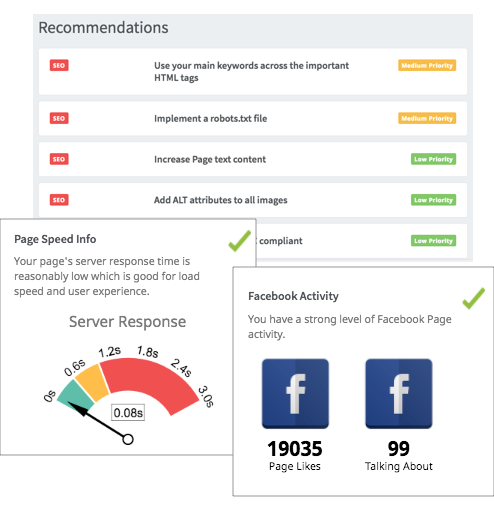 Recommendations
SEO
Use your main keywords across the important
HTML tags
Medium Priority
SEO
Implement a robots.txt file
Medium Priority
SEO
Increase Page text content
Low Priority
SEO
Add ALT attributes to all images
Low Priority
compliant
Low Priority
Page Speed Info
Your page's server response time is
reasonably low which is good for load
speed and user experience.
Server Response
0s
0.6s
1.2s
1.8s
2.4s
3.0s
0.08s
Facebook Activity
You have a strong level of Facebook Page
activity.
f
f
19035
99
Page Likes
Talking About